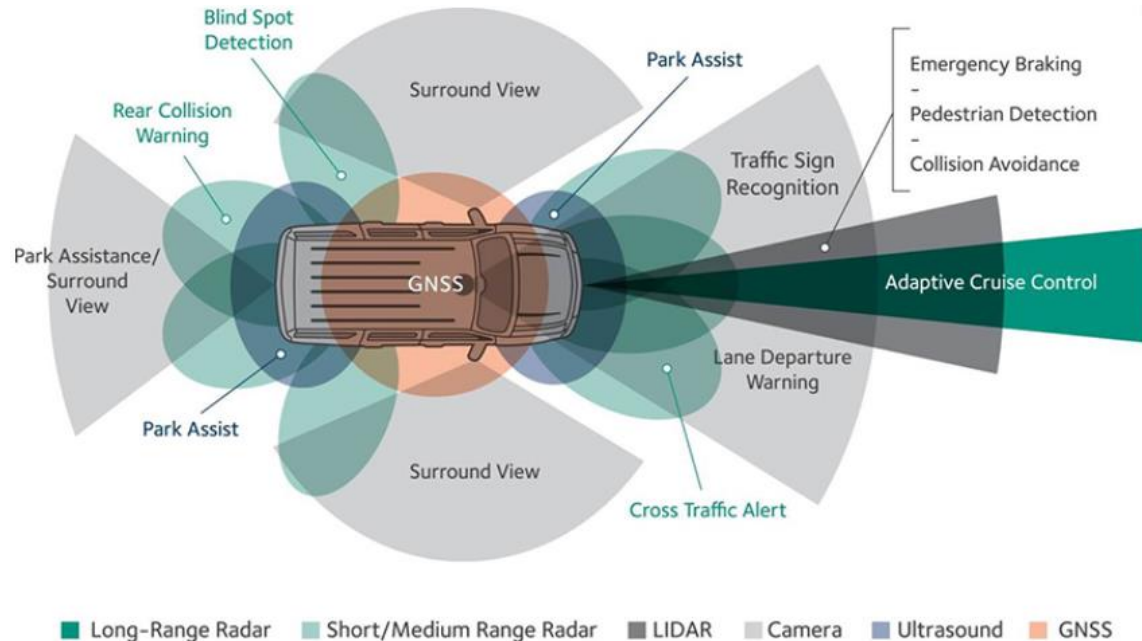 Blind Spot
Detection
Surround View
Park Assist
Emergency Braking
-
Pedestrian Detection
-
Collision Avoidance
Rear Collision
Warning
Traffic Sign
Recognition
Park Assistance/
Surround
View
GNSS
Adaptive Cruise Control
Lane Departure
Warning
Park Assist
Surround View
Cross Traffic Alert
Long-Range Radar
Short/Medium Range Radar
LIDAR
Camera
Ultrasound
GNSS